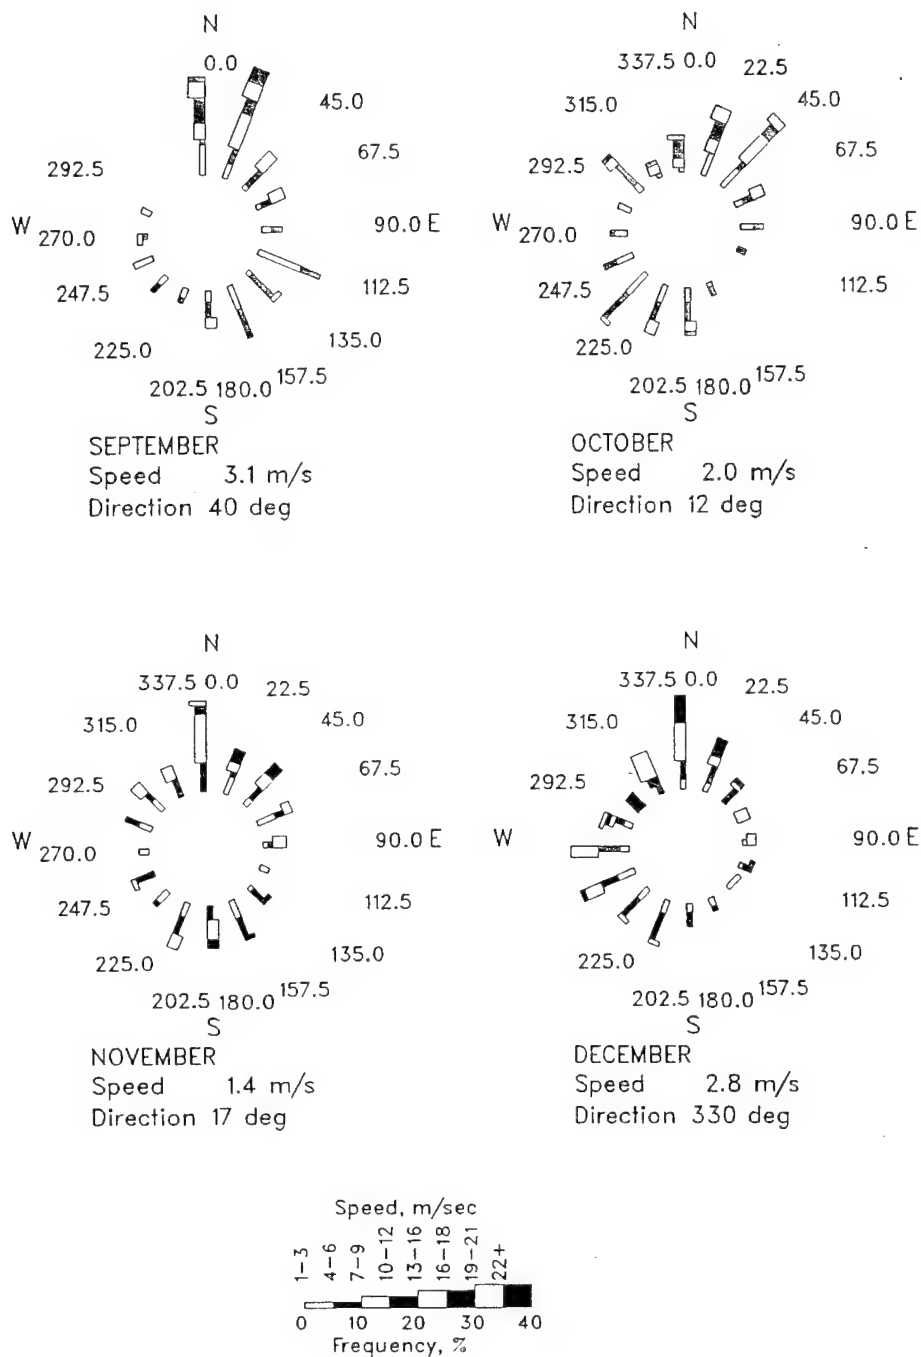 N
0.0
45.0
67.5
90.0 E
112.5
135.0
157.5
202.5 180.0
S
225.0
247.5
W 270.0
292.5
SEPTEMBER
Speed 3.1 m/s
Direction 40 deg
N
337.5 0.0
22.5
45.0
67.5
90.0 E
112.5
157.5
202.5 180.0
S
225.0
247.5
W 270.0
292.5
315.0
OCTOBER
Speed 2.0 m/s
Direction 12 deg
N
337.5 0.0
22.5
45.0
67.5
90.0 E
112.5
135.0
157.5
202.5 180.0
S
225.0
247.5
W 270.0
292.5
315.0
NOVEMBER
Speed 1.4 m/s
Direction 17 deg
N
337.5 0.0
22.5
45.0
67.5
90.0 E
112.5
135.0
157.5
202.5 180.0
S
225.0
W
292.5
315.0
DECEMBER
Speed 2.8 m/s
Direction 330 deg
Speed, m/sec
1-3
4-6
7-9
10-12
13-16
16-18
19-21
22+
0 10 20 30 40
Frequency, %